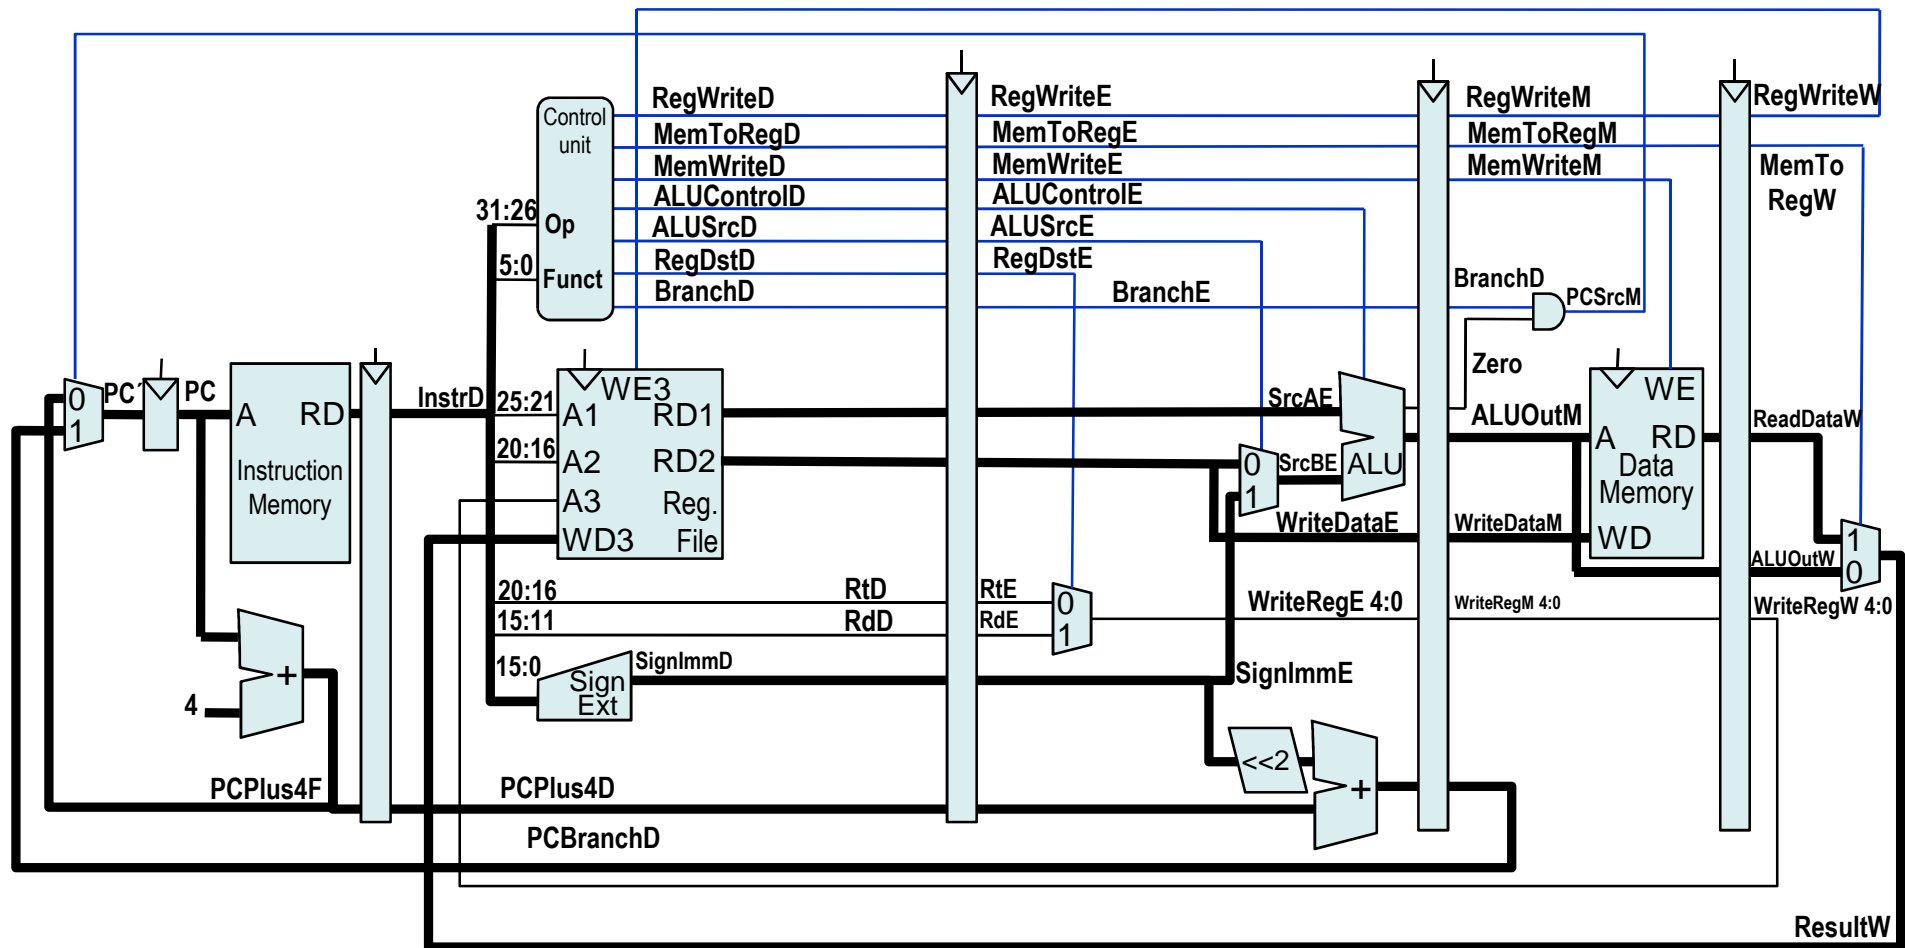 RegWriteD
RegWriteE
RegWriteM
RegWriteW
Control
unit
MemToRegD
MemToRegE
MemToRegM
MemWriteD
MemWriteE
MemWriteM
MemTo
RegW
ALUControlD
ALUControlE
31:26
Op
ALUSrcD
ALUSrcE
5:0
Funct
RegDstD
RegDstE
BranchD
BranchE
BranchD
PCSrcM
0
1
PC´
PC
A
RD
Instruction
Memory
InstrD
25:21
20:16
WE3
A1
RD1
A2
RD2
A3
Reg.
WD3
File
SrcAE
0
1
SrcBE
ALU
Zero
ALUOutM
WE
A
RD
Data
Memory
WD
ReadDataW
WriteDataE
WriteDataM
ALUOutW
1
0
20:16
RtD
RtE
15:11
RdD
RdE
0
1
WriteRegE 4:0
WriteRegM 4:0
WriteRegW 4:0
15:0
Sign
Ext
SignImmD
SignImmE
+
4
<<2
+
PCPlus4F
PCPlus4D
PCBranchD
ResultW